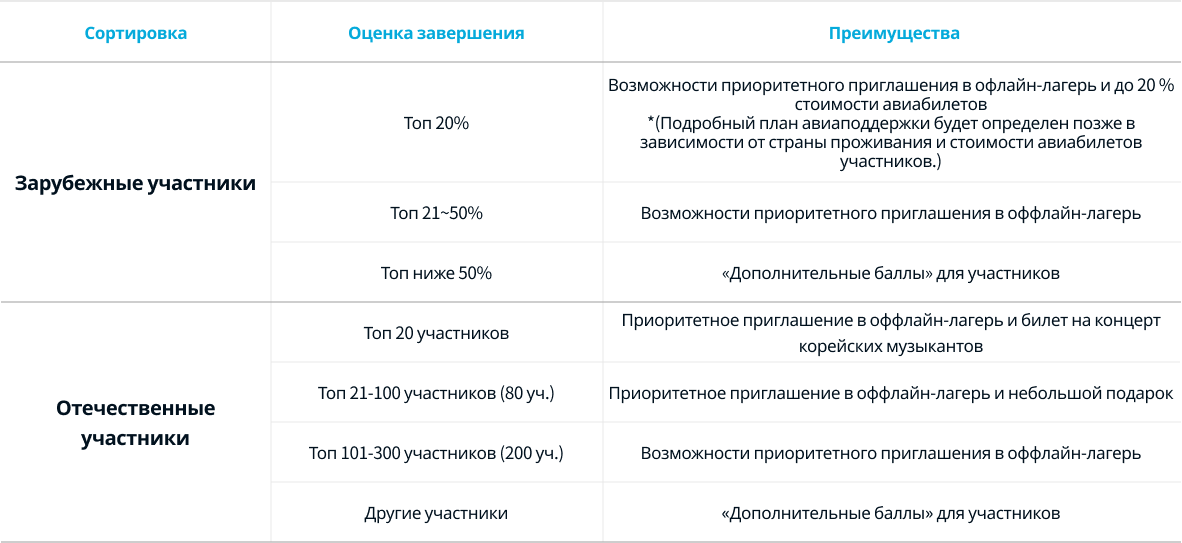 Сортировка
Оценка завершения
Преимущества
Зарубежные участники
Топ 20%
Возможности приоритетного приглашения в офлайн-лагерь и до 20 %
стоимости авиабилетов
*(Подробный план авиаподдержки будет определен позже в
зависимости от страны проживания и стоимости авиабилетов
участников.)
Топ 21~50%
Возможности приоритетного приглашения в оффлайн-лагерь
Топ ниже 50%
«Дополнительные баллы» для участников
Отечественные
участники
Топ 20 участников
Приоритетное приглашение в оффлайн-лагерь и билет на концерт
корейских музыкантов
Топ 21-100 участников (80 уч.)
Приоритетное приглашение в оффлайн-лагерь и небольшой подарок
Топ 101-300 участников (200 уч.)
Возможности приоритетного приглашения в оффлайн-лагерь
Другие участники
«Дополнительные баллы» для участников